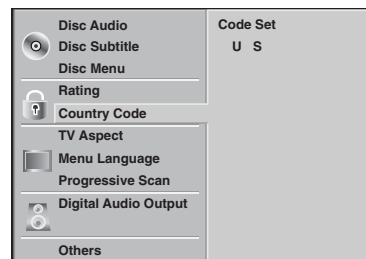 Disc Audio
Disc Subtitle
Disc Menu
Rating
Country Code
TV Aspect
Menu Language
Progressive Scan
Digital Audio Output
Others
Code Set
U S